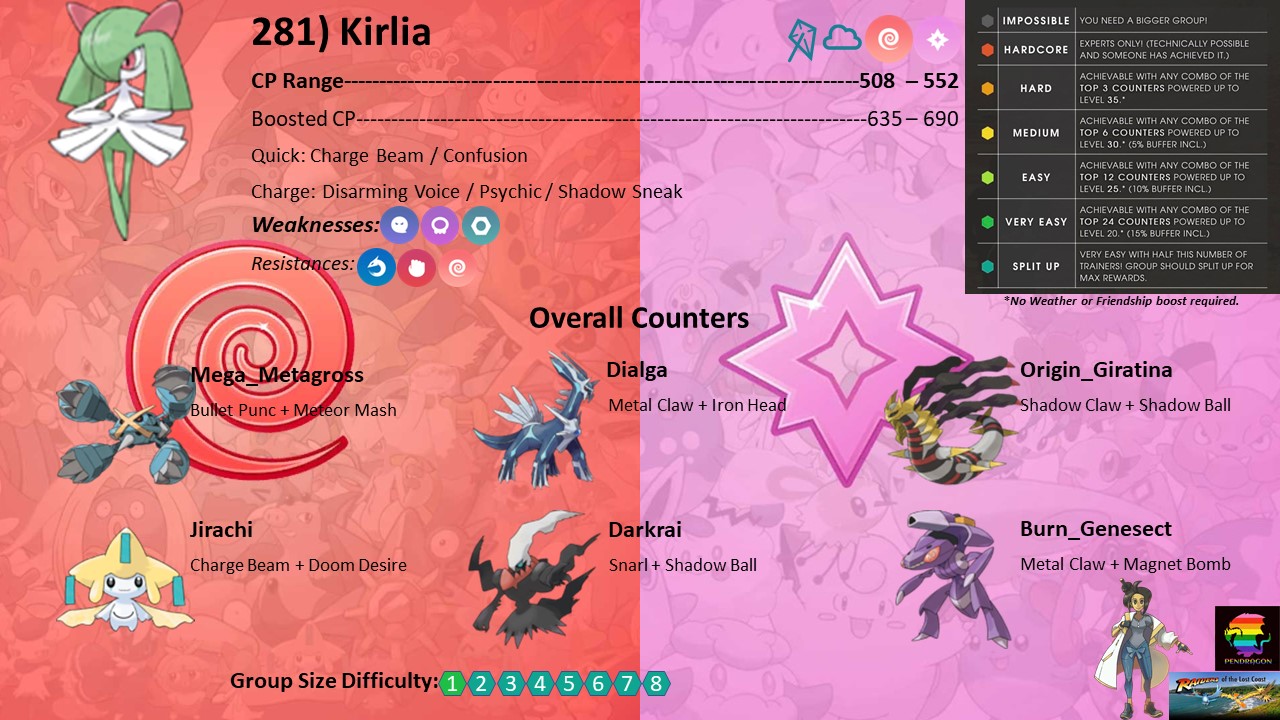 281) Kirlia
CP Range--------------------508 – 552
Boosted CP--------------------635 – 690
Quick: Charge Beam / Confusion
Charge: Disarming Voice / Psychic / Shadow Sneak
Weaknesses:
Resistances:
IMPOSSIBLE YOU NEED A BIGGER GROUP!
HARDCORE EXPERTS ONLY! (TECHNICALLY POSSIBLE
AND SOMEONE HAS ACHIEVED IT.)
HARD ACHIEVABLE WITH ANY COMBO OF THE
TOP 3 COUNTERS POWERED UP TO
LEVEL 35.*
MEDIUM ACHIEVABLE WITH ANY COMBO OF THE
TOP 6 COUNTERS POWERED UP TO
LEVEL 30.* (5% BUFFER INCL.)
EASY ACHIEVABLE WITH ANY COMBO OF THE
TOP 12 COUNTERS POWERED UP TO
LEVEL 25.* (10% BUFFER INCL.)
VERY EASY ACHIEVABLE WITH ANY COMBO OF THE
TOP 24 COUNTERS POWERED UP TO
LEVEL 20.* (15% BUFFER INCL.)
SPLIT UP VERY EASY WITH HALF THIS NUMBER OF
TRAINERS! GROUP SHOULD SPLIT UP FOR
MAX REWARDS.
*No Weather or Friendship boost required.
Overall Counters
Mega_Metagross
Bullet Punc + Meteor Mash
Dialga
Metal Claw + Iron Head
Origin_Giratina
Shadow Claw + Shadow Ball
Jirachi
Charge Beam + Doom Desire
Darkrai
Snarl + Shadow Ball
Burn_Genesect
Metal Claw + Magnet Bomb
Group Size Difficulty: 1 2 3 4 5 6 7 8
PENDRAGON
RAIDERS of the Lost Coast